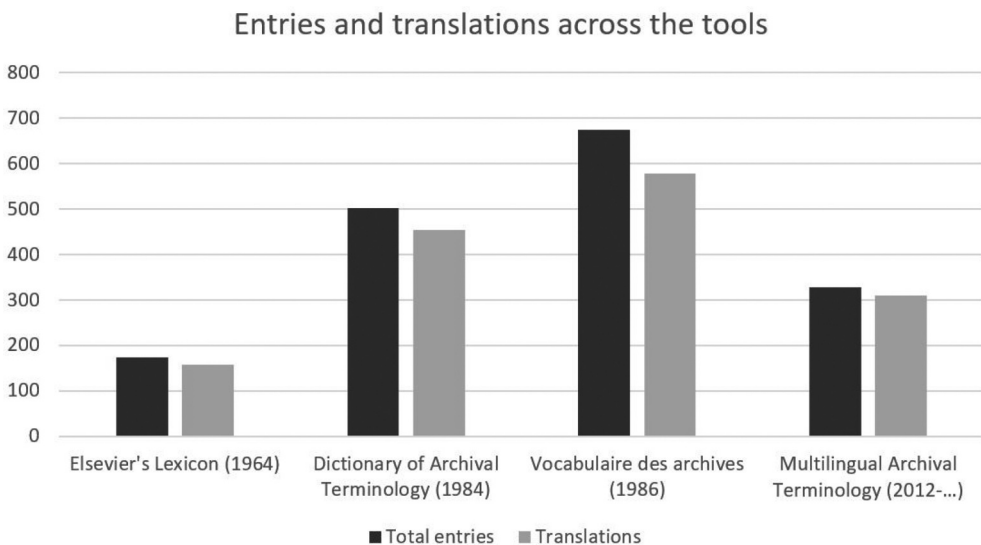 Entries and translations across the tools
800
700
600
500
400
300
200
100
0
Elsevier's Lexicon (1964)
Dictionary of Archival
Terminology (1984)
Vocabulaire des archives
(1986)
Multilingual Archival
Terminology (2012-...)
Total entries
Translations